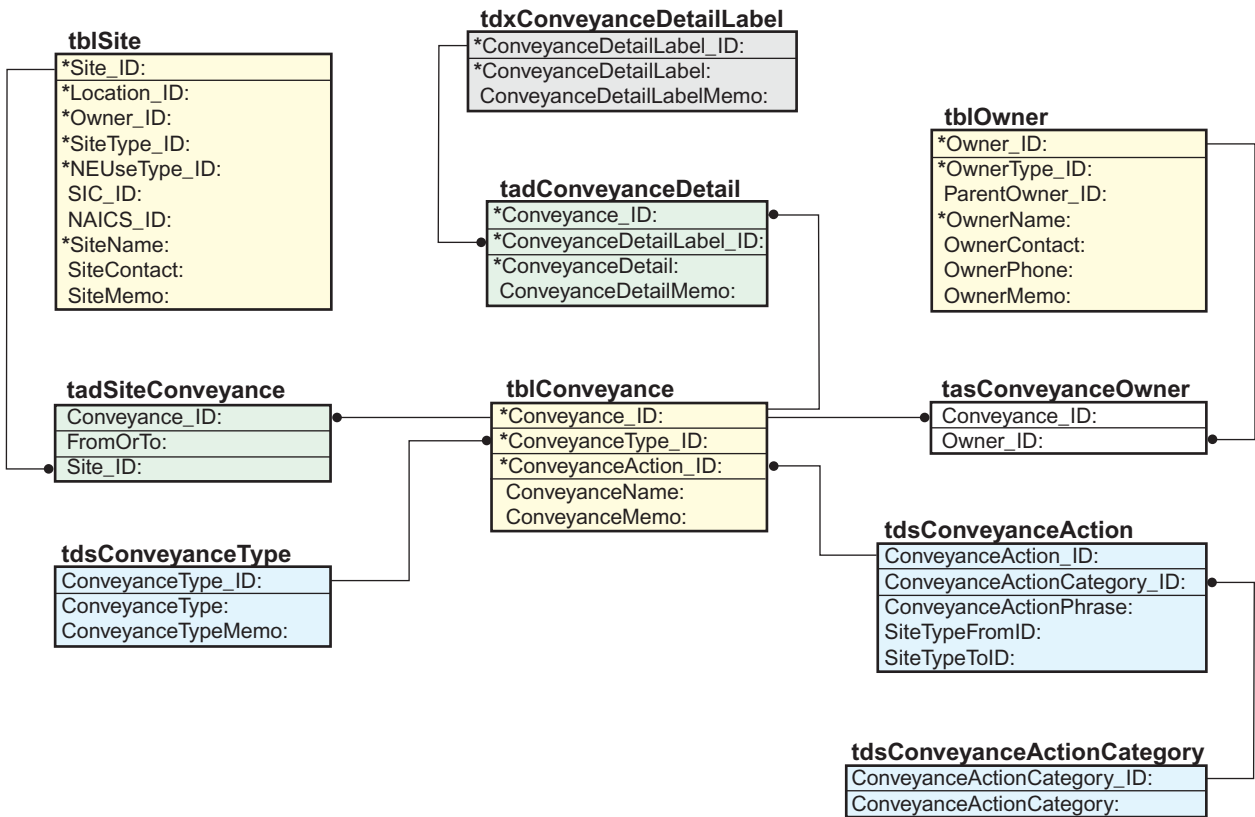 tblSite
*Site_ID:
*Location_ID:
*Owner_ID:
*SiteType_ID:
*NEUseType_ID:
SIC_ID:
NAICS_ID:
*SiteName:
SiteContact:
SiteMemo:
tdxConveyanceDetailLabel
*ConveyanceDetailLabel_ID:
*ConveyanceDetailLabel:
ConveyanceDetailLabelMemo:
tadConveyanceDetail
*Conveyance_ID:
*ConveyanceDetailLabel_ID:
*ConveyanceDetail:
ConveyanceDetailMemo:
tblOwner
*Owner_ID:
*OwnerType_ID:
ParentOwner_ID:
*OwnerName:
OwnerContact:
OwnerPhone:
OwnerMemo:
tadSiteConveyance
Conveyance_ID:
FromOrTo:
Site_ID:
tblConveyance
*Conveyance_ID:
*ConveyanceType_ID:
*ConveyanceAction_ID:
ConveyanceName:
ConveyanceMemo:
tasConveyanceOwner
Conveyance_ID:
Owner_ID:
tdsConveyanceType
ConveyanceType_ID:
ConveyanceType:
ConveyanceTypeMemo:
tdsConveyanceAction
ConveyanceAction_ID:
ConveyanceActionCategory_ID:
ConveyanceActionPhrase:
SiteTypeFromID:
SiteTypeToID:
tdsConveyanceActionCategory
ConveyanceActionCategory_ID:
ConveyanceActionCategory: